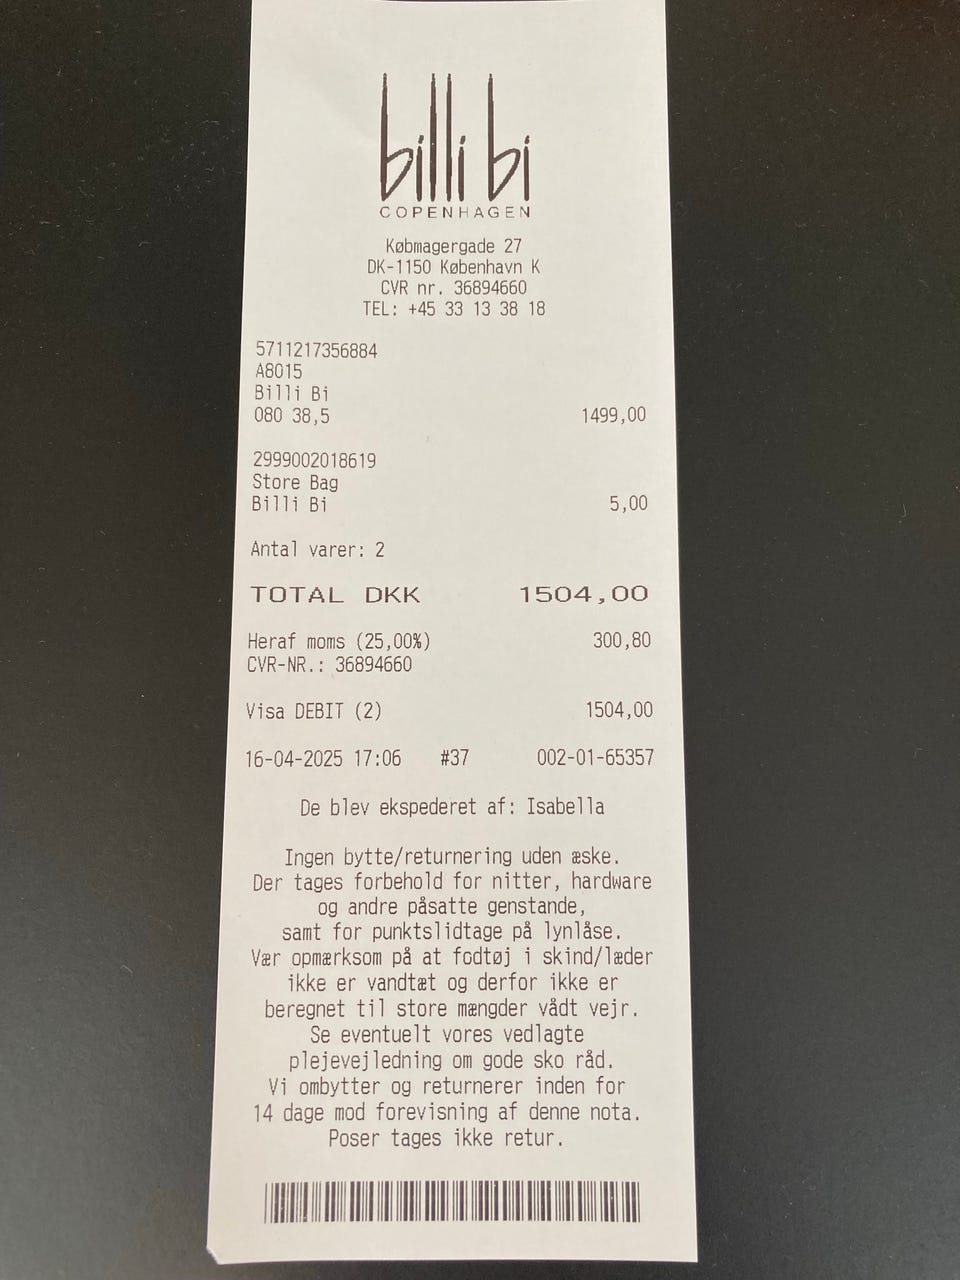 billi bi
COPENHAGEN
Købmagergade 27
DK-1150 København K
CVR nr. 36894660
TEL: +45 33 13 38 18
5711217356884
A8015
Billi Bi
080 38,5 1499,00
2999002018619
Store Bag
Billi Bi 5,00
Antal varer: 2
TOTAL DKK 1504,00
Heraf moms (25,00%) 300,80
CVR-NR.: 36894660
Visa DEBIT (2) 1504,00
16-04-2025 17:06 #37 002-01-65357
De blev ekspederet af: Isabella
Ingen bytte/returnering uden æske.
Der tages forbehold for nitter, hardware
og andre påsatte genstande,
samt for punktslidtage på lynlåse.
Vær opmærksom på at fodtøj i skind/læder
ikke er vandtæt og derfor ikke er
beregnet til store mængder vådt vejr.
Se eventuelt vores vedlagte
plejevejledning om gode sko råd.
Vi ombytter og returnerer inden for
14 dage mod forevisning af denne nota.
Poser tages ikke retur.